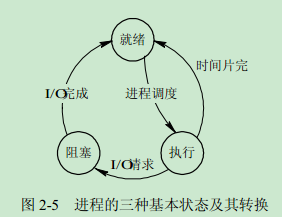 就绪
时间片完
I/O完成
进程调度
阻塞
执行
I/O请求
图 2-5 进程的三种基本状态及其转换